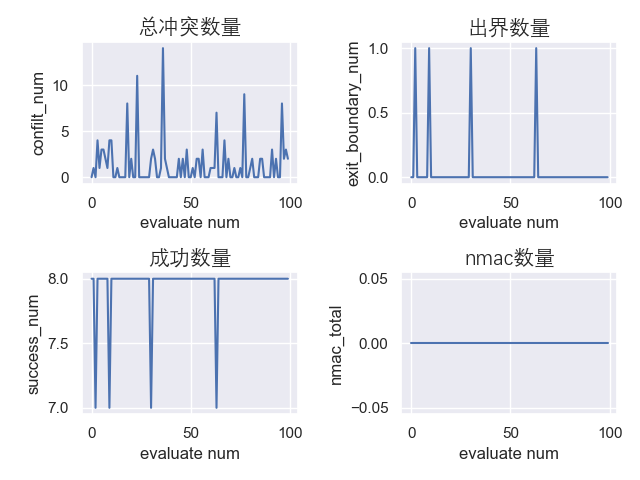 总冲突数量
conflit_num
10
5
0
0
50
100
evaluate num
出界数量
exit_boundary_num
1.0
0.5
0.0
0
50
100
evaluate num
成功数量
success_num
8.0
7.5
7.0
0
50
100
evaluate num
nmac数量
nmac_total
0.05
0.00
−0.05
0
50
100
evaluate num